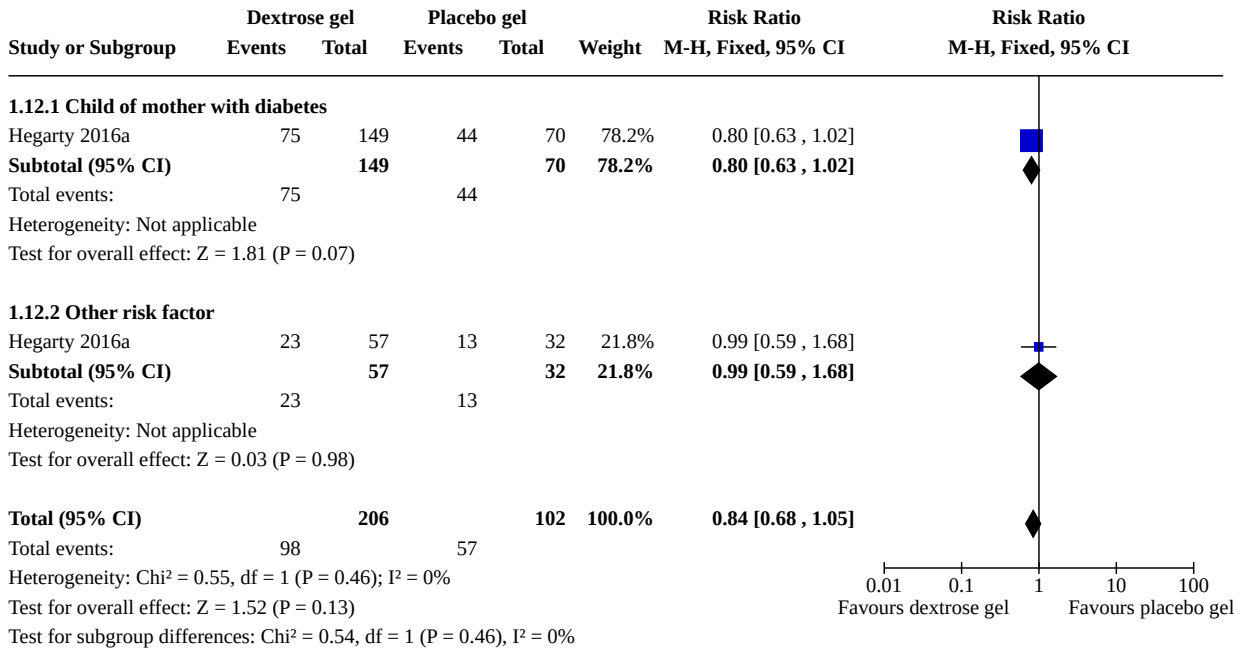 Dextrose gel Placebo gel Risk Ratio Risk Ratio
Study or Subgroup Events Total Events Total Weight M-H, Fixed, 95% CI M-H, Fixed, 95% CI
1.12.1 Child of mother with diabetes
Hegarty 2016a 75 149 44 70 78.2% 0.80 [0.63 , 1.02]
Subtotal (95% CI) 149 70 78.2% 0.80 [0.63 , 1.02]
Total events: 75 44
Heterogeneity: Not applicable
Test for overall effect: Z = 1.81 (P = 0.07)
1.12.2 Other risk factor
Hegarty 2016a 23 57 13 32 21.8% 0.99 [0.59 , 1.68]
Subtotal (95% CI) 57 32 21.8% 0.99 [0.59 , 1.68]
Total events: 23 13
Heterogeneity: Not applicable
Test for overall effect: Z = 0.03 (P = 0.98)
Total (95% CI) 206 102 100.0% 0.84 [0.68 , 1.05]
Total events: 98 57
Heterogeneity: Chi² = 0.55, df = 1 (P = 0.46); I² = 0%
0.01 0.1 1 10 100
Test for overall effect: Z = 1.52 (P = 0.13)
Favours dextrose gel Favours placebo gel
Test for subgroup differences: Chi² = 0.54, df = 1 (P = 0.46), I² = 0%